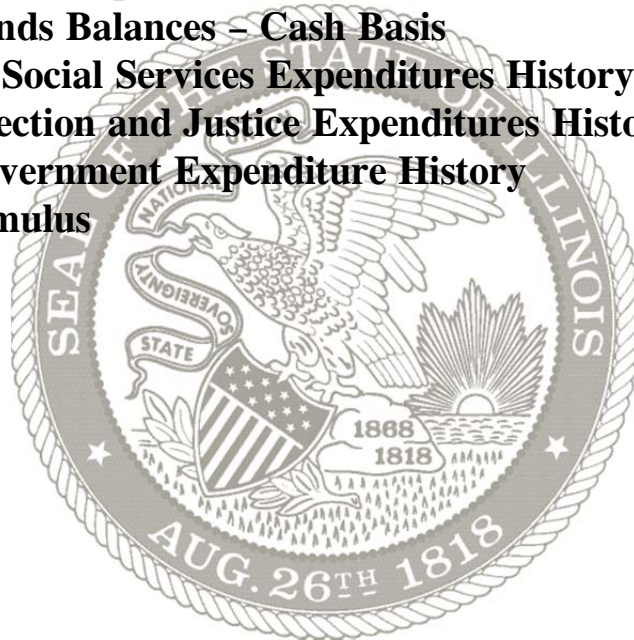 nds Balances – Cash Basis
Social Services Expenditures History
ection and Justice Expenditures Histo
vernment Expenditure History
mulus
SEAL OF THE STATE OF ILLINOIS
NATIONAL
SOVEREIGNTY
STATE
1868
1818
AUG. 26TH 1818